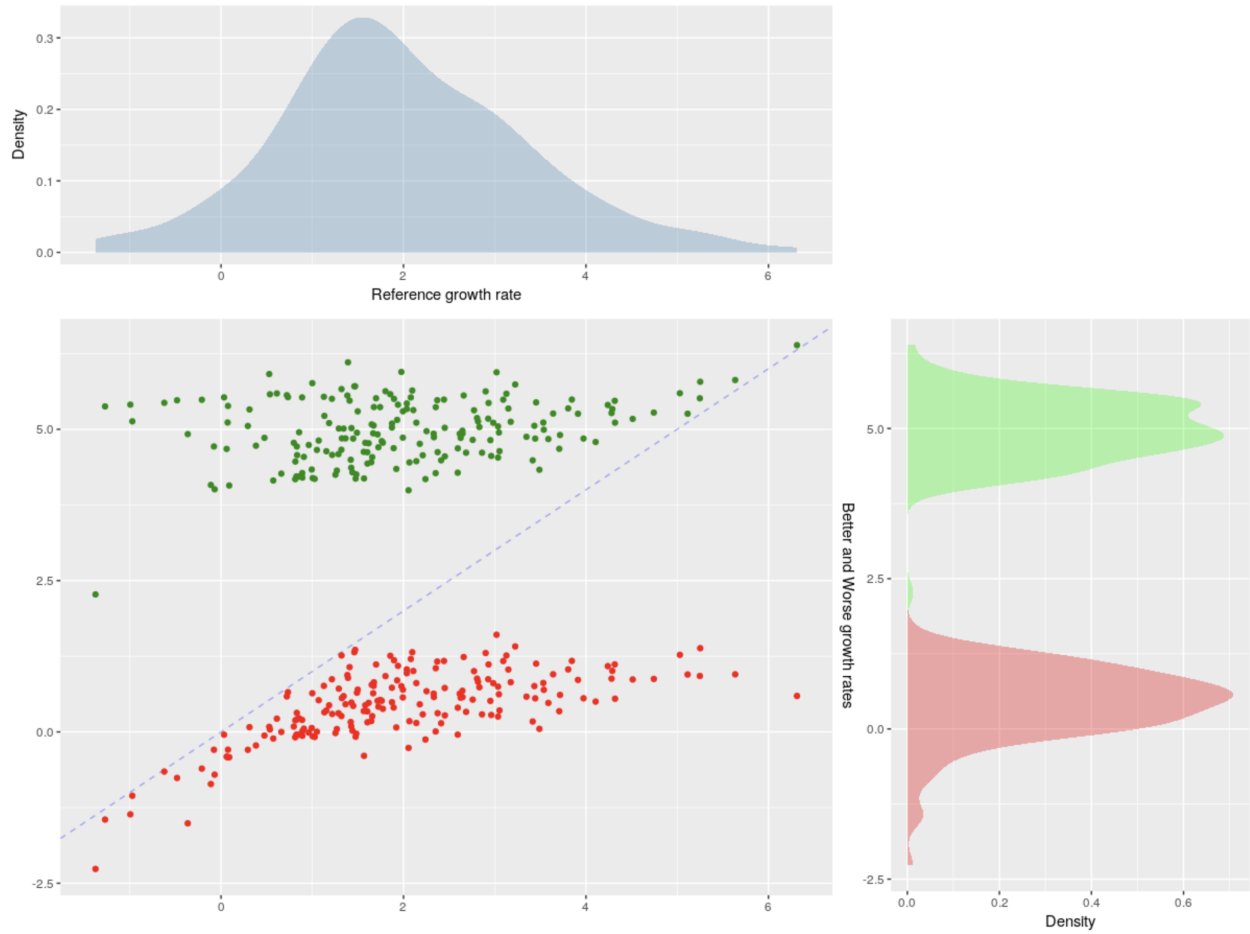 0.3
0.2
0.1
0.0
Density
0 2 4 6
Reference growth rate
5.0
2.5
0.0
-2.5
0 2 4 6
Better and Worse growth rates
5.0
2.5
0.0
-2.5
0.0 0.2 0.4 0.6
Density